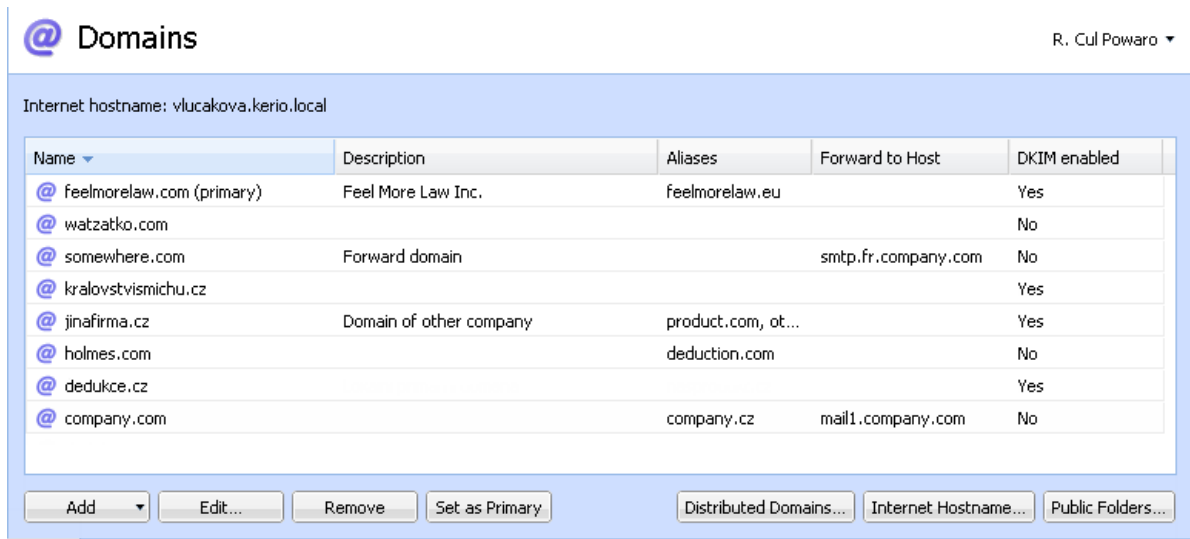 @ Domains
R. Cul Powaro
Internet hostname: vlucakova.kerio.local
Name Description Aliases Forward to Host DKIM enabled
@ feelmorelaw.com (primary) Feel More Law Inc. feelmorelaw.eu Yes
@ watzatko.com No
@ somewhere.com Forward domain smtp.fr.company.com No
@ kralovstvismichu.cz Yes
@ jinafirma.cz Domain of other company product.com, ot... Yes
@ holmes.com deduction.com No
@ dedukce.cz Yes
@ company.com company.cz mail1.company.com No
Add Edit... Remove Set as Primary Distributed Domains... Internet Hostname... Public Folders...